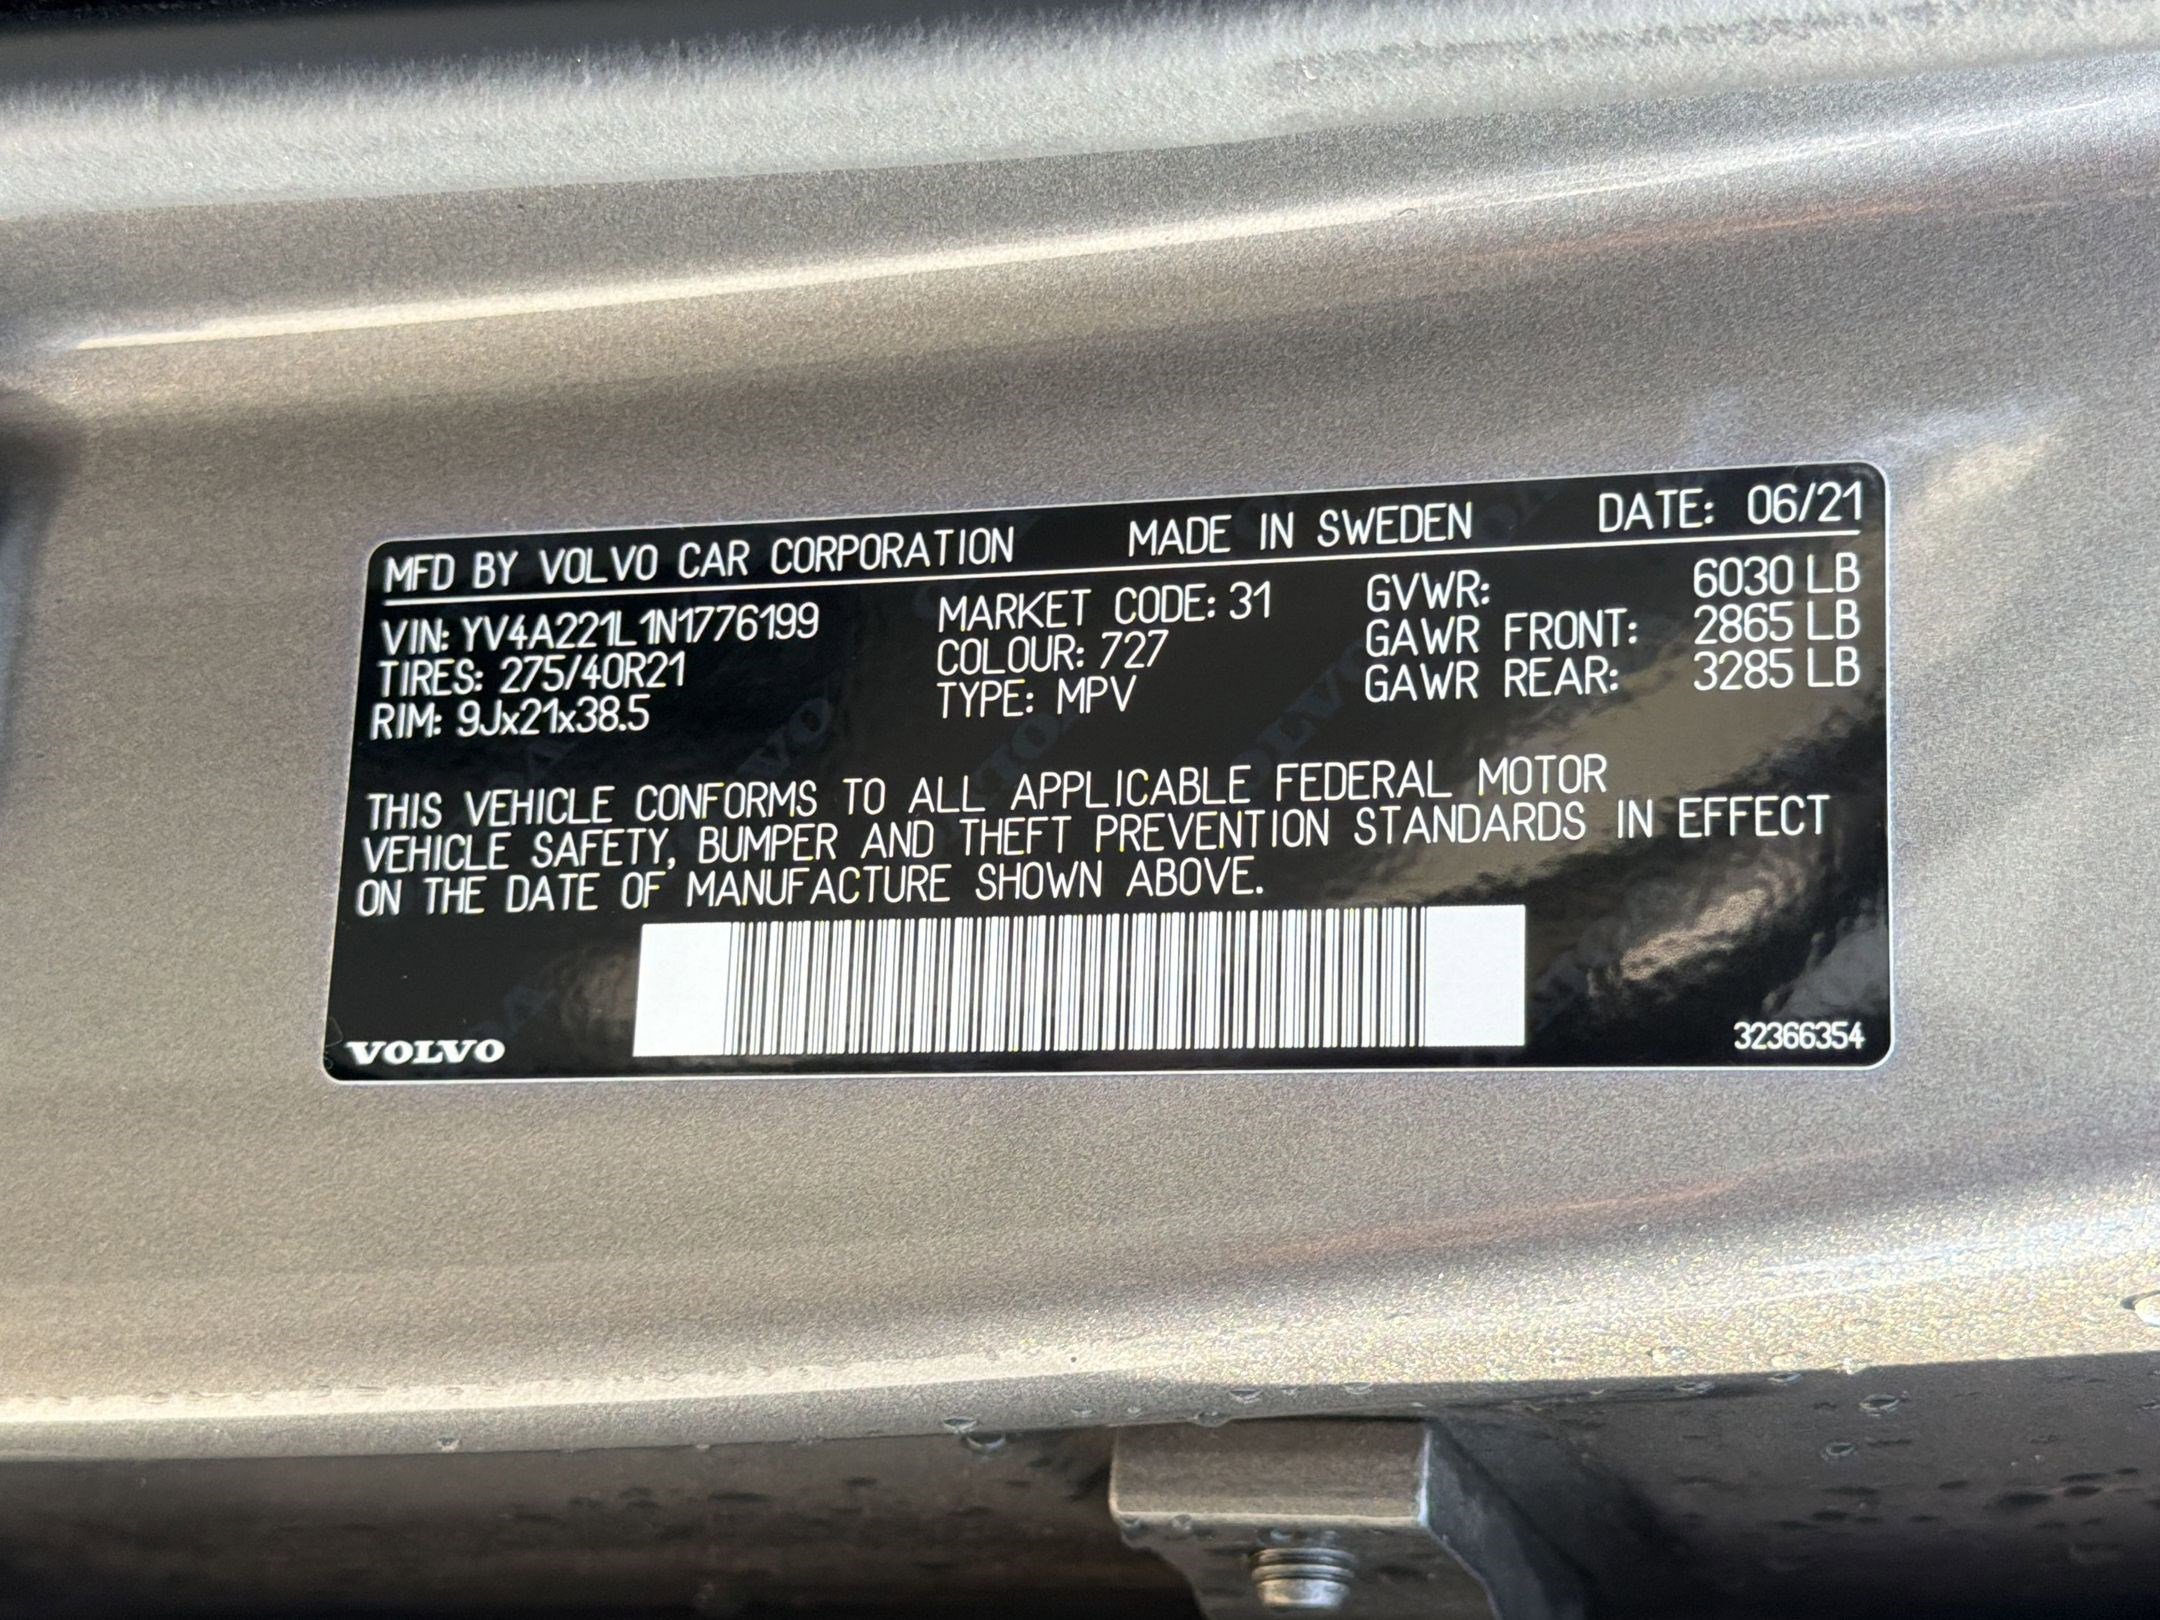 MFD BY VOLVO CAR CORPORATION MADE IN SWEDEN DATE: 06/21
VIN: YV4A221L1N1776199 MARKET CODE: 31 GVWR: 6030 LB
TIRES: 275/40R21 COLOUR: 727 GAWR FRONT: 2865 LB
RIM: 9Jx21x38.5 TYPE: MPV GAWR REAR: 3285 LB
THIS VEHICLE CONFORMS TO ALL APPLICABLE FEDERAL MOTOR
VEHICLE SAFETY, BUMPER AND THEFT PREVENTION STANDARDS IN EFFECT
ON THE DATE OF MANUFACTURE SHOWN ABOVE.
VOLVO 32366354